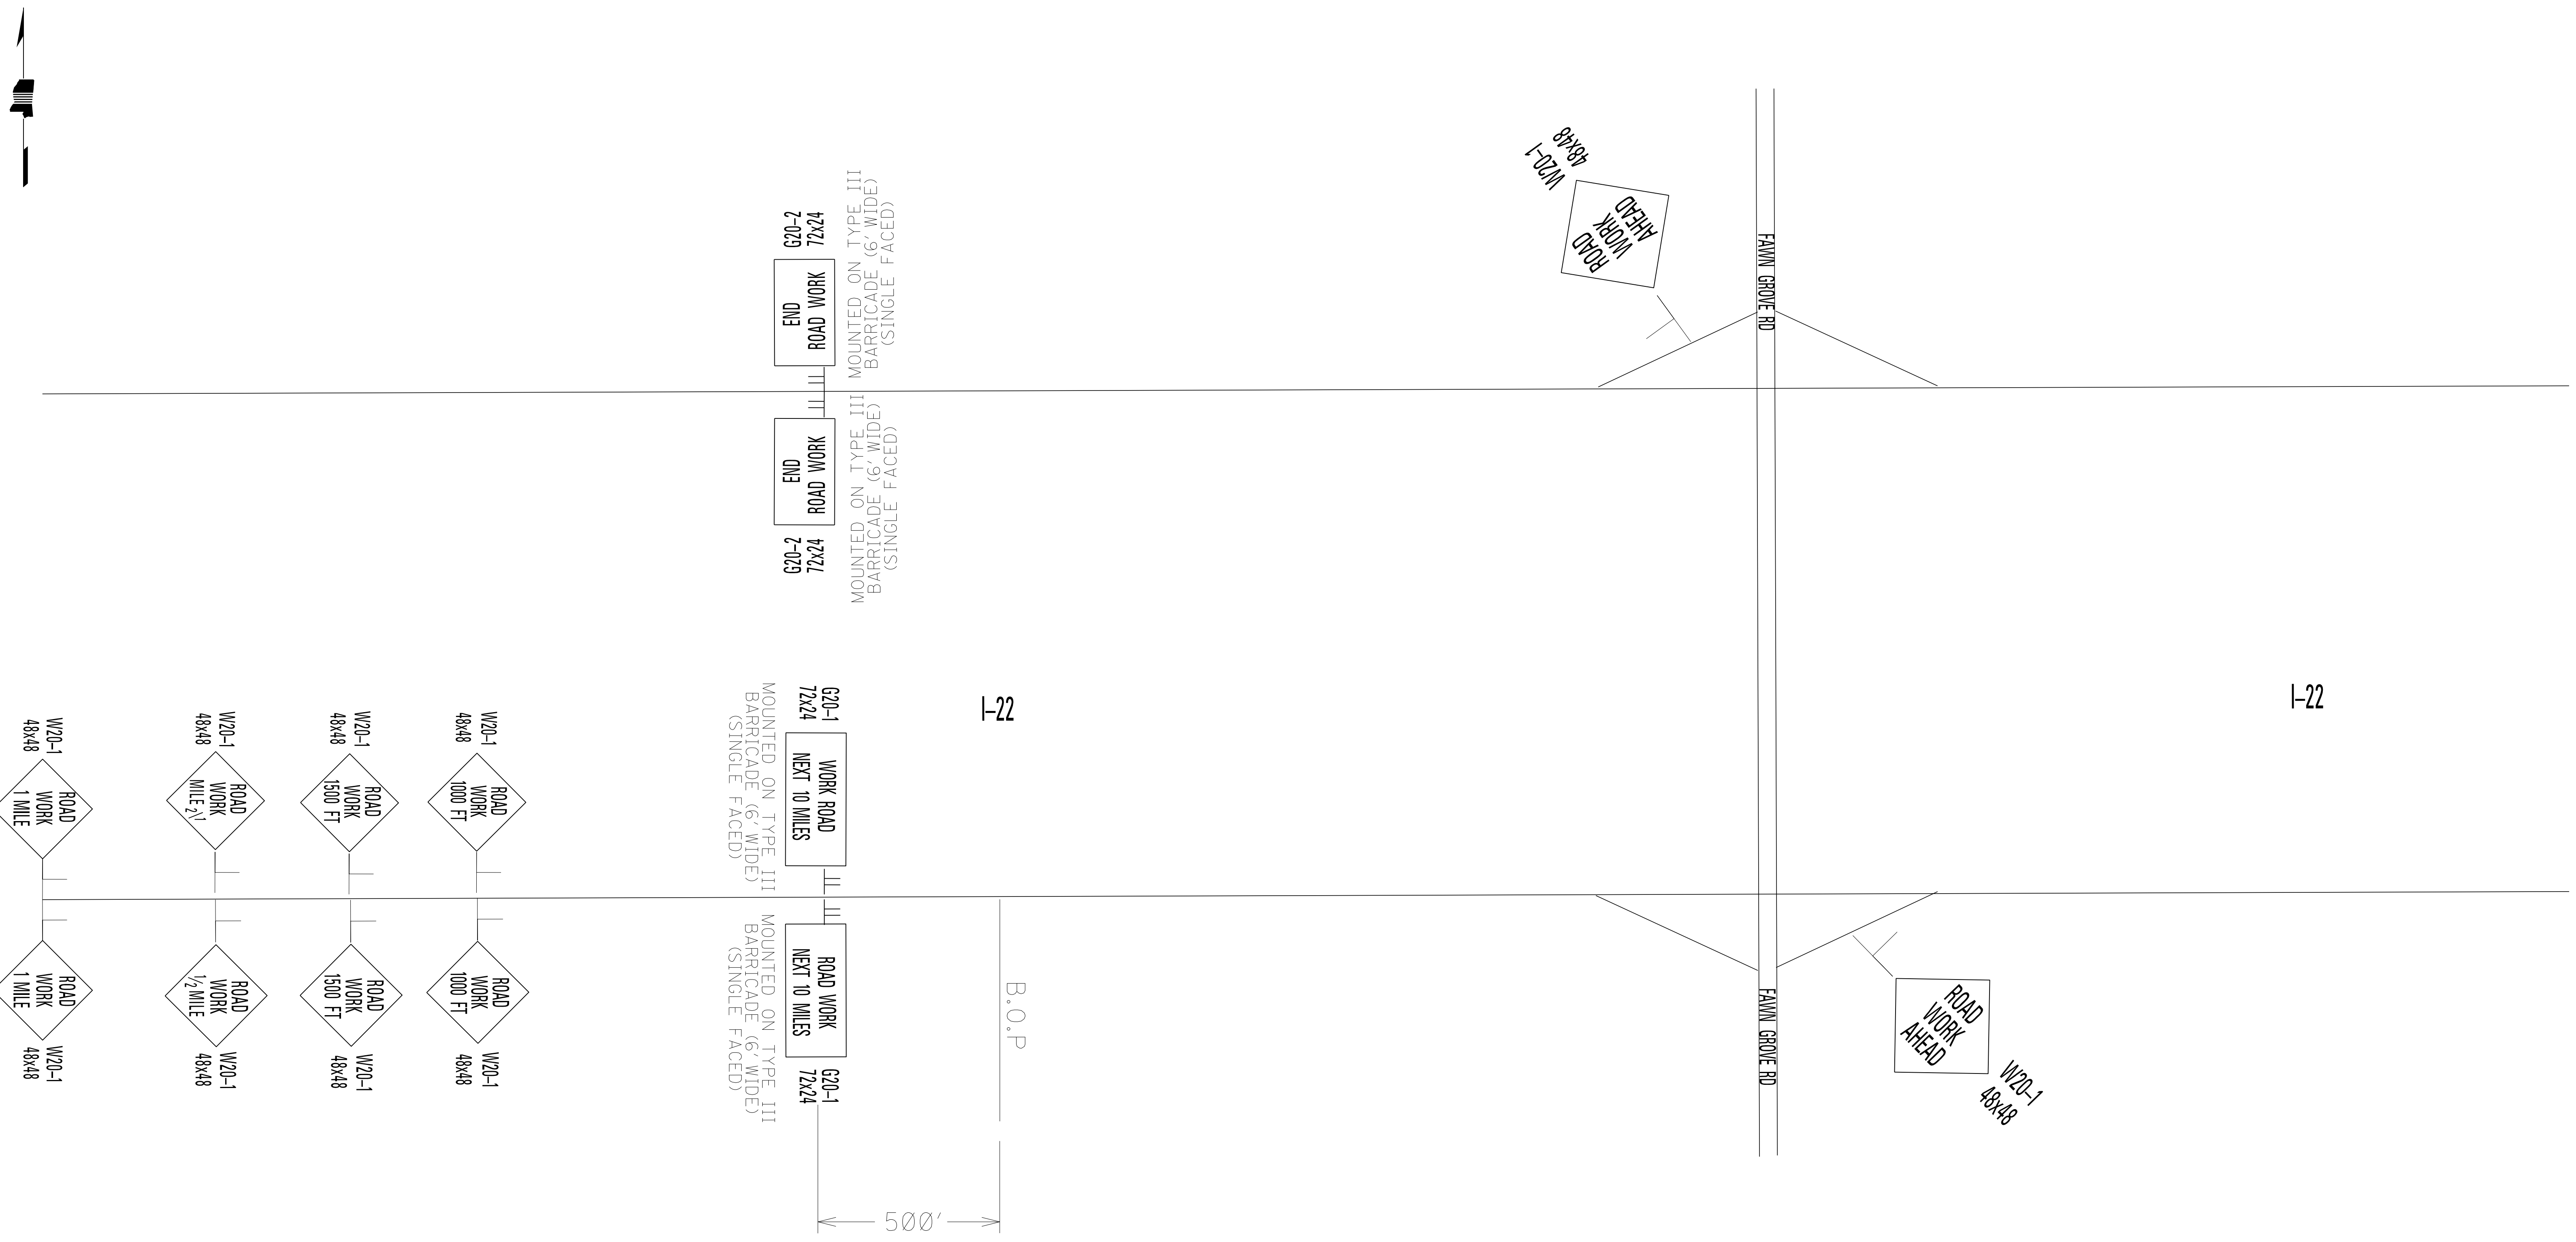 W20-1
48x48
ROAD
WORK
AHEAD
FAWN GROVE RD
G20-2
72x24
END
ROAD WORK
MOUNTED ON TYPE III
BARRICADE (6' WIDE)
(SINGLE FACED)
END
ROAD WORK
G20-2
72x24
MOUNTED ON TYPE III
BARRICADE (6' WIDE)
(SINGLE FACED)
I-22
I-22
W20-1
48x48
ROAD
WORK
1 MILE
W20-1
48x48
ROAD
WORK
MILE 2\1
W20-1
48x48
ROAD
WORK
1500 FT
W20-1
48x48
ROAD
WORK
1000 FT
G20-1
72x24
WORK ROAD
NEXT 10 MILES
MOUNTED ON TYPE III
BARRICADE (6' WIDE)
(SINGLE FACED)
ROAD
WORK
1 MILE
W20-1
48x48
ROAD
WORK
1/2 MILE
W20-1
48x48
ROAD
WORK
1500 FT
W20-1
48x48
ROAD
WORK
1000 FT
W20-1
48x48
ROAD WORK
NEXT 10 MILES
G20-1
72x24
MOUNTED ON TYPE III
BARRICADE (6' WIDE)
(SINGLE FACED)
B.O.P
FAWN GROVE RD
ROAD
WORK
AHEAD
W20-1
48x48
500'